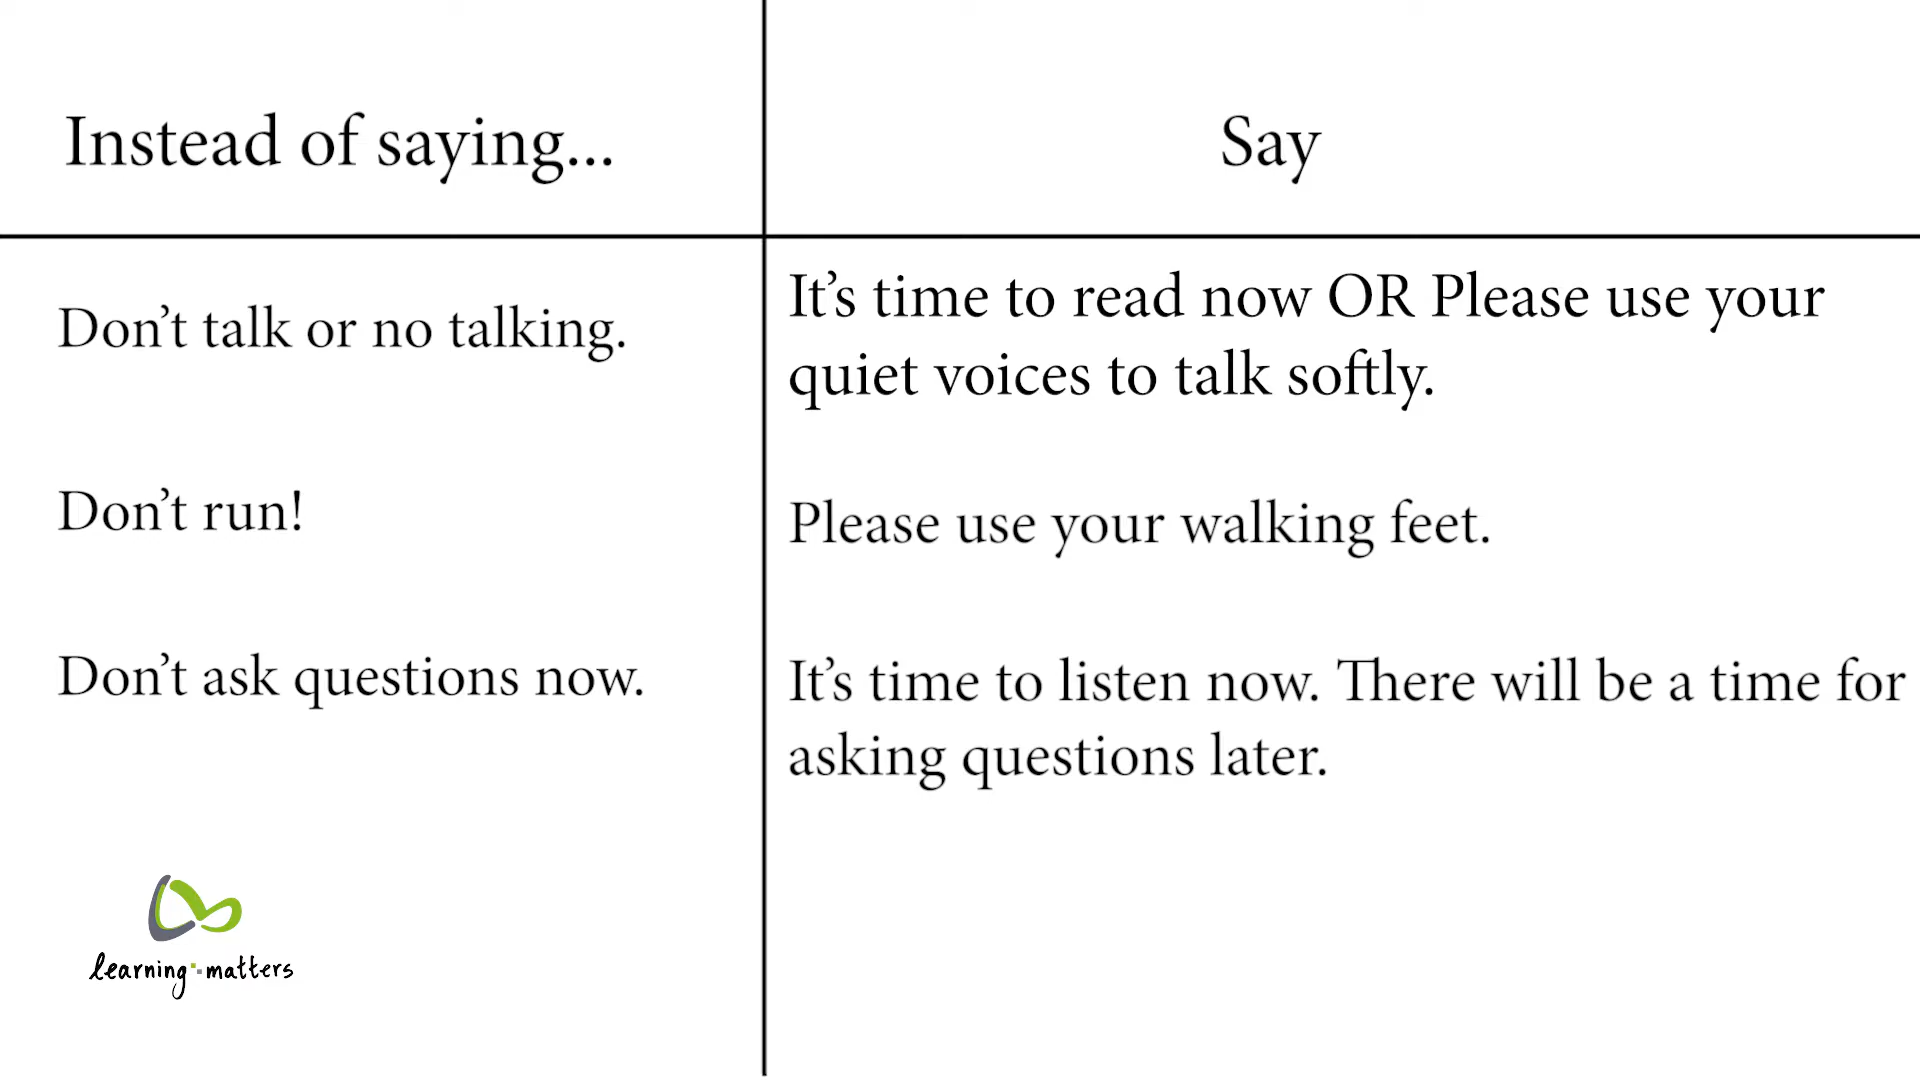 Instead of saying...
Say
Don't talk or no talking.
It's time to read now OR Please use your
quiet voices to talk softly.
Don't run!
Please use your walking feet.
Don't ask questions now.
It's time to listen now. There will be a time for
asking questions later.
learning matters